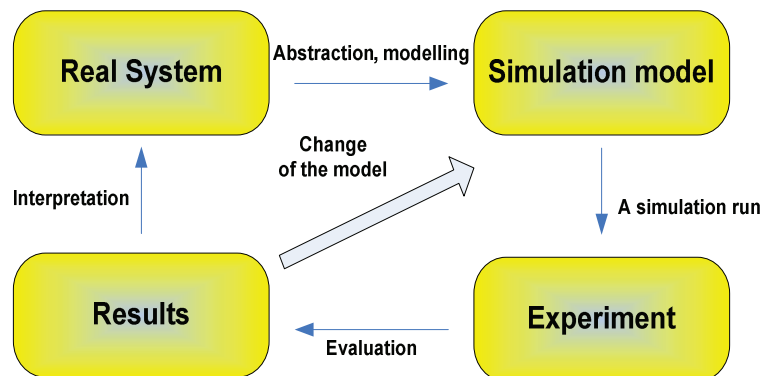 Real System
Abstraction, modelling
Simulation model
Change
of the model
Interpretation
A simulation run
Results
Evaluation
Experiment